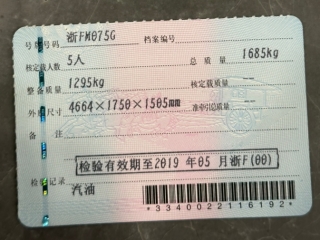 号牌号码 浙FM075G 档案编号
核定载人数 5人 总质量 1685kg
整备质量 1295kg 核定载质量 --
外廓尺寸 4664×1750×1505mm 准牵引总质量 --
备注
检验有效期至2019 年05 月浙F(00)
检验记录
汽油
*3340022116192*